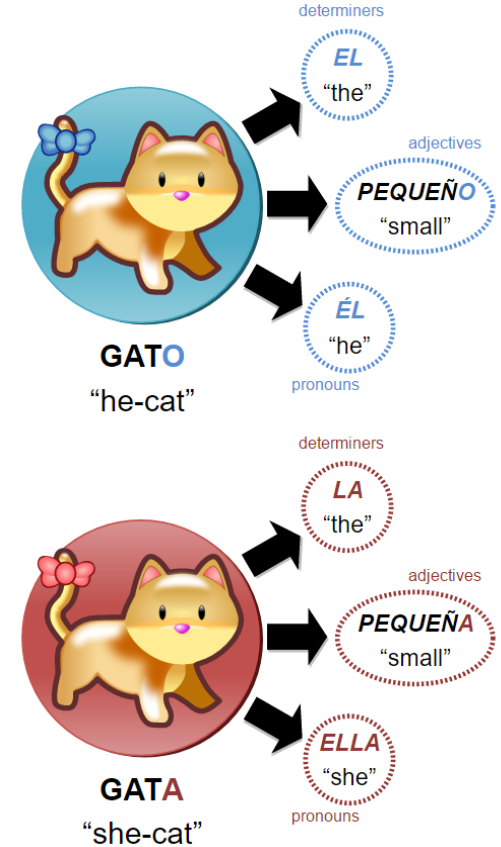 determiners
EL
“the”
adjectives
PEQUEÑO
“small”
ÉL
“he”
pronouns
GATO
“he-cat”
determiners
LA
“the”
adjectives
PEQUEÑA
“small”
ELLA
“she”
pronouns
GATA
“she-cat”